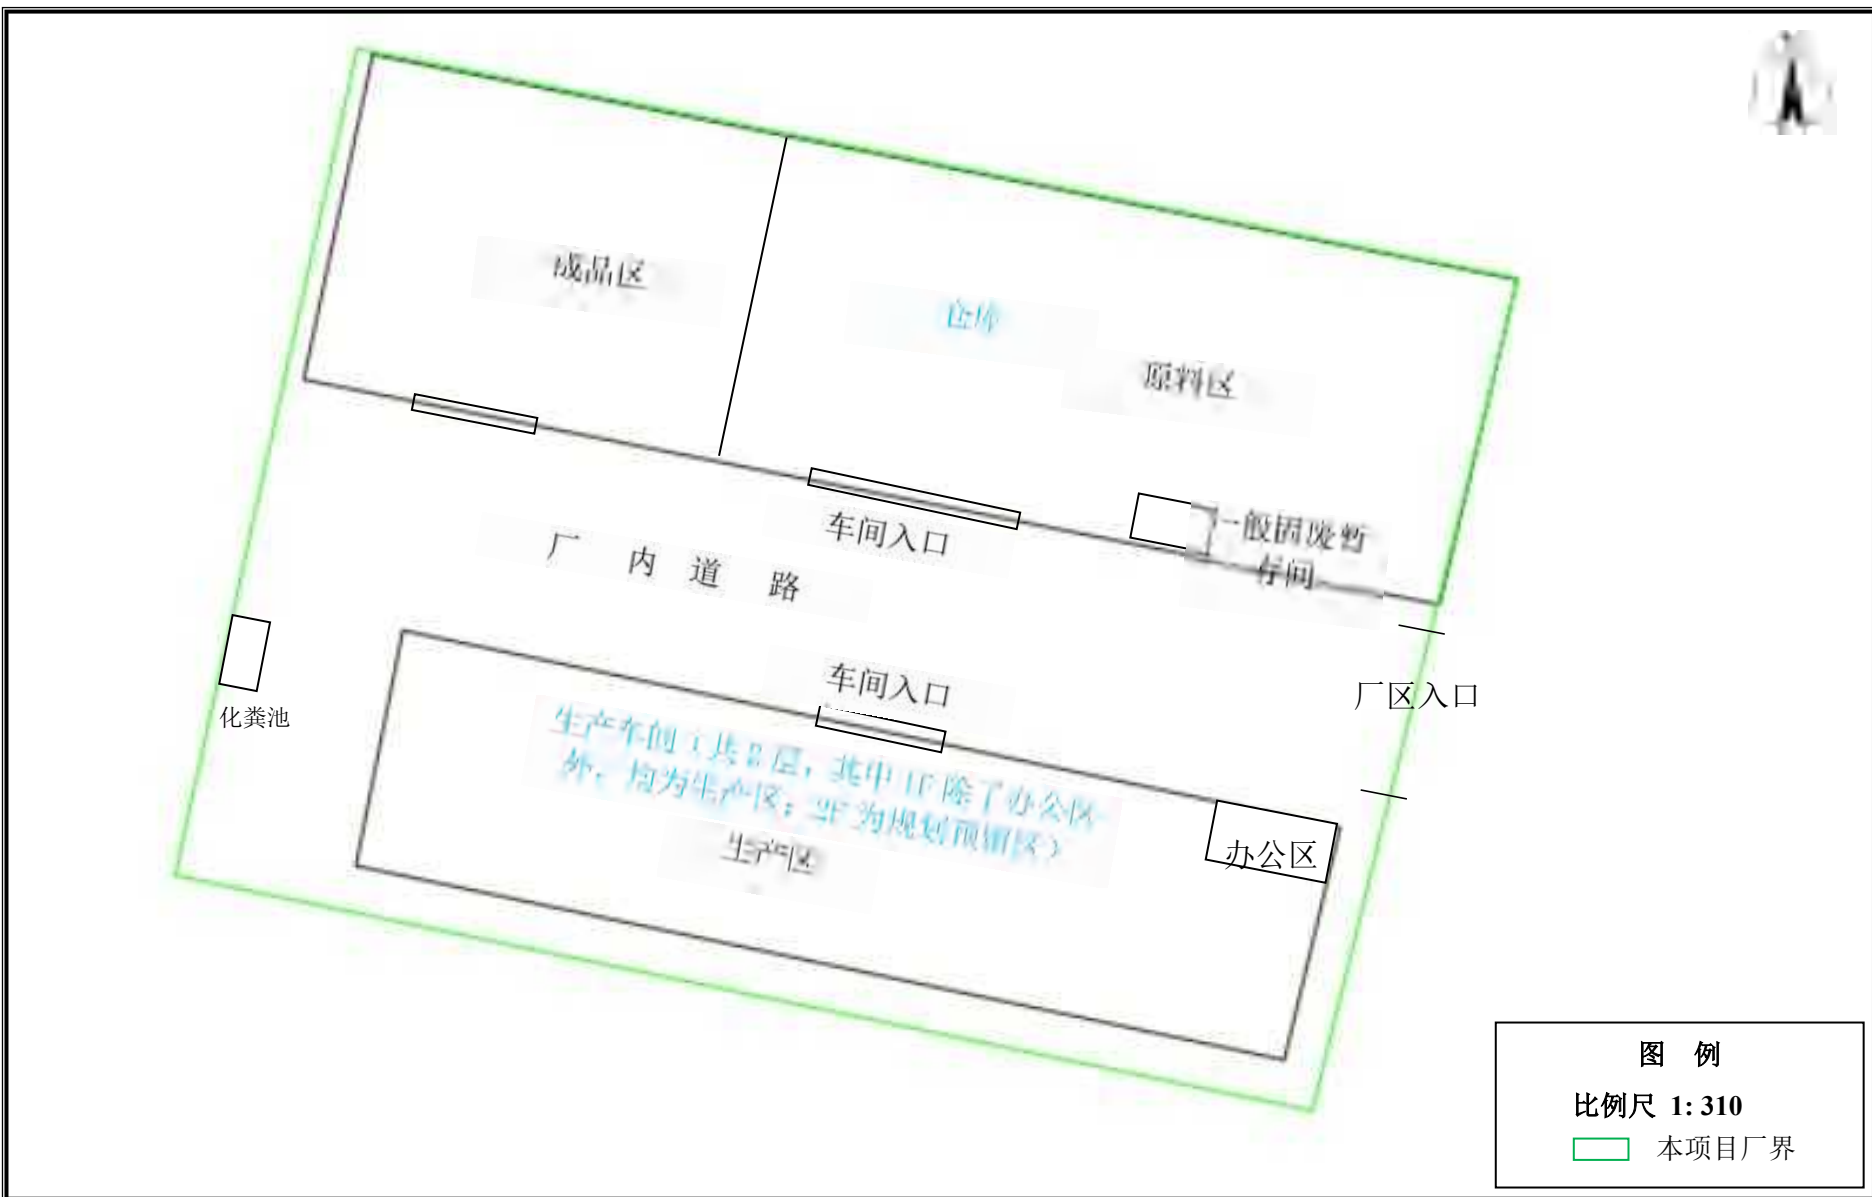 成品区
仓库
原料区
一般固废暂
存间
车间入口
厂 内 道 路
车间入口
厂区入口
化粪池
生产车间（共2层，其中1F除了办公区
外，均为生产区；2F为规划预留区）
生产区
办公区
图 例
比例尺 1: 310
本项目厂界